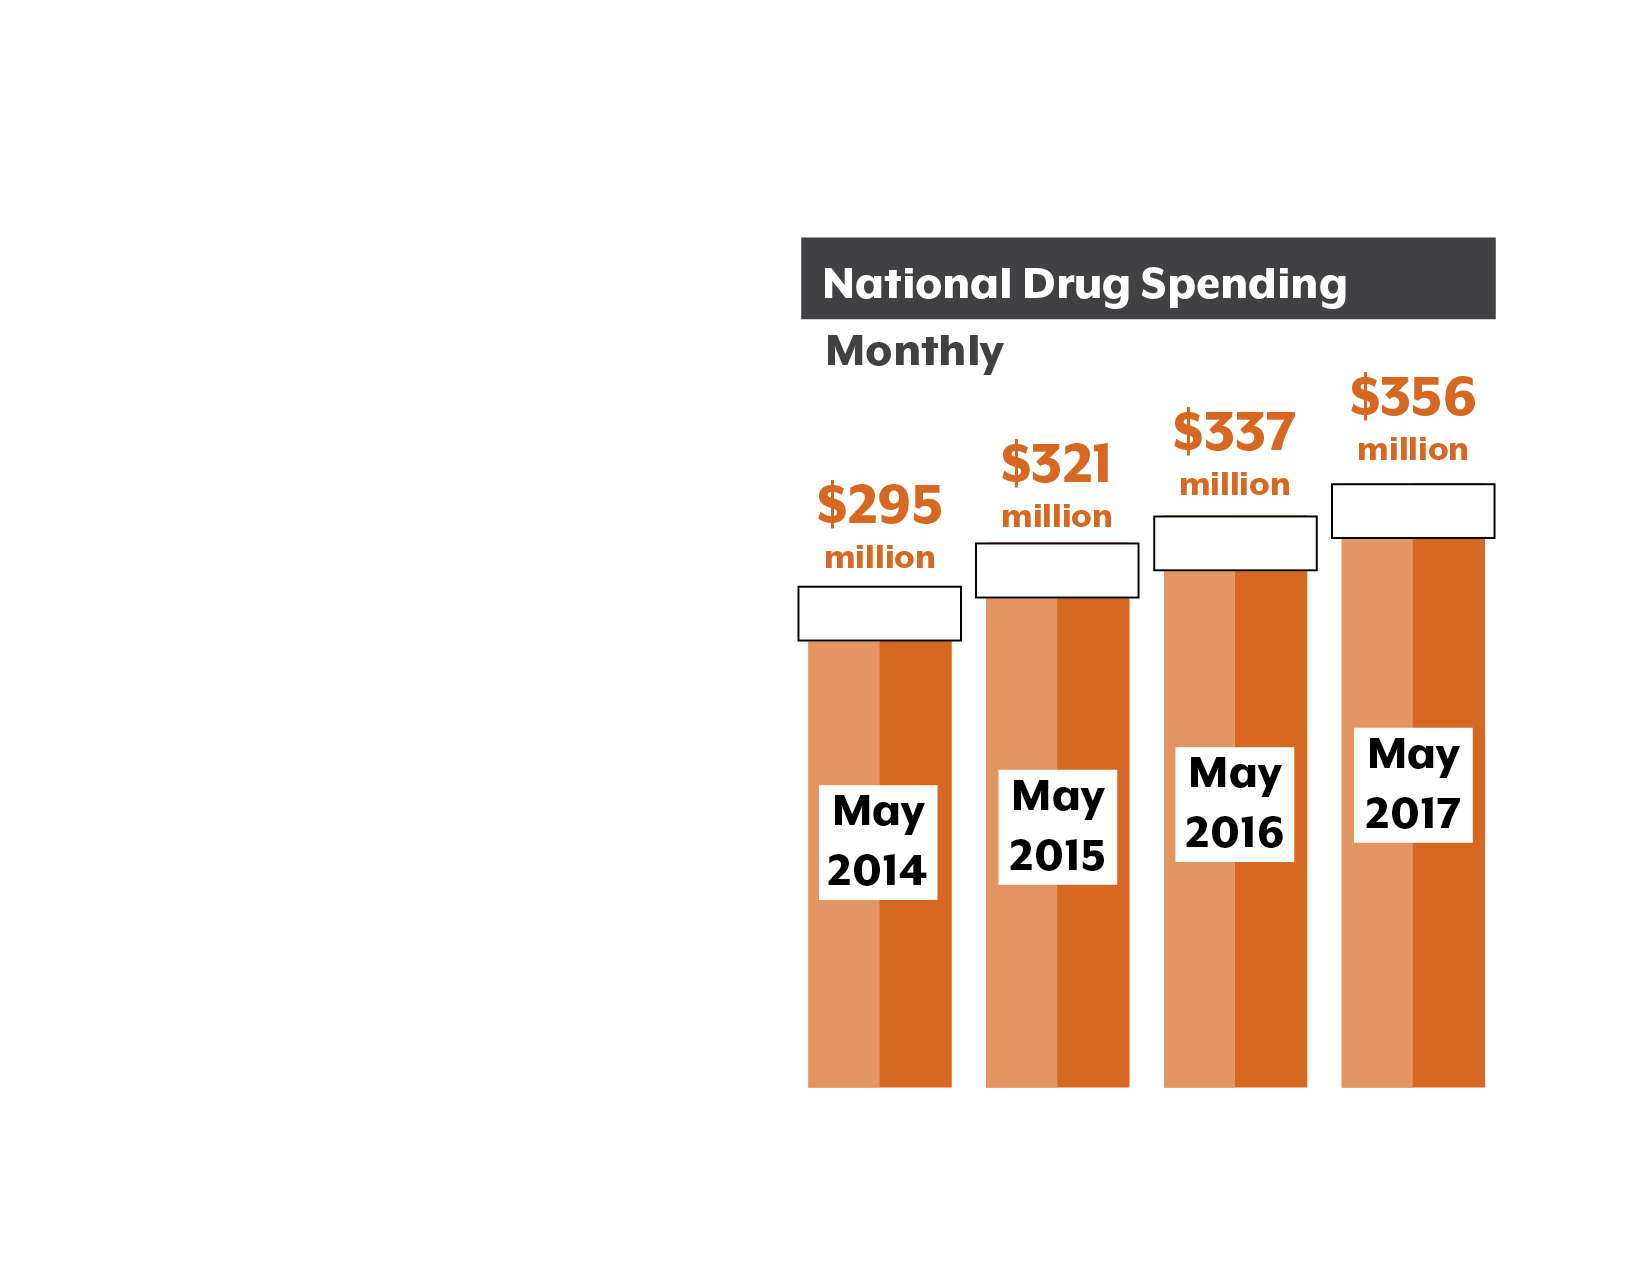 National Drug Spending
Monthly
$295
million
$321
million
$337
million
$356
million
May
2014
May
2015
May
2016
May
2017